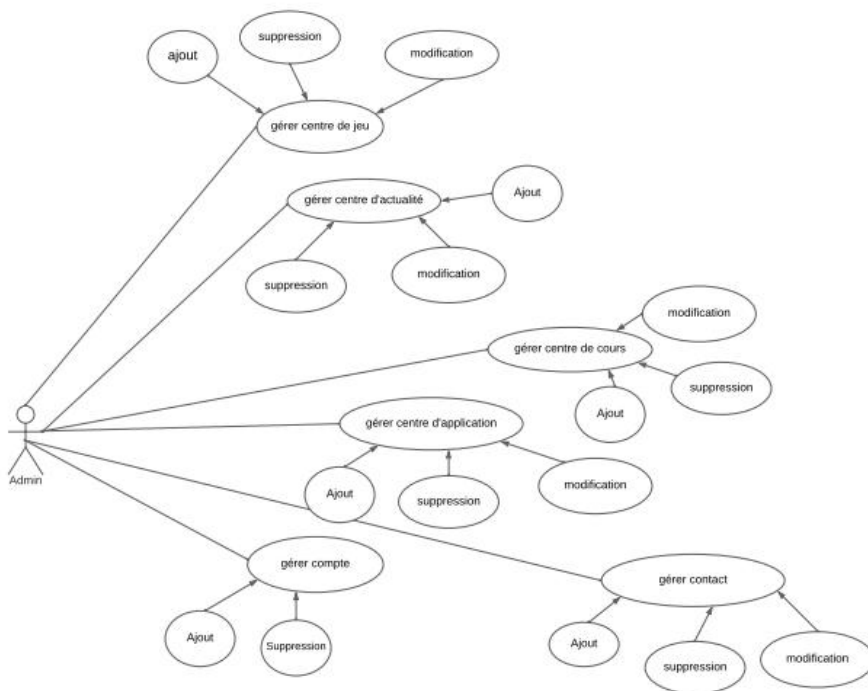 suppression
ajout
modification
gérer centre de jeu
Ajout
gérer centre d'actualité
suppression
modification
modification
gérer centre de cours
suppression
Ajout
gérer centre d'application
Admin
Ajout
suppression
modification
gérer compte
gérer contact
Ajout
Suppression
Ajout
suppression
modification